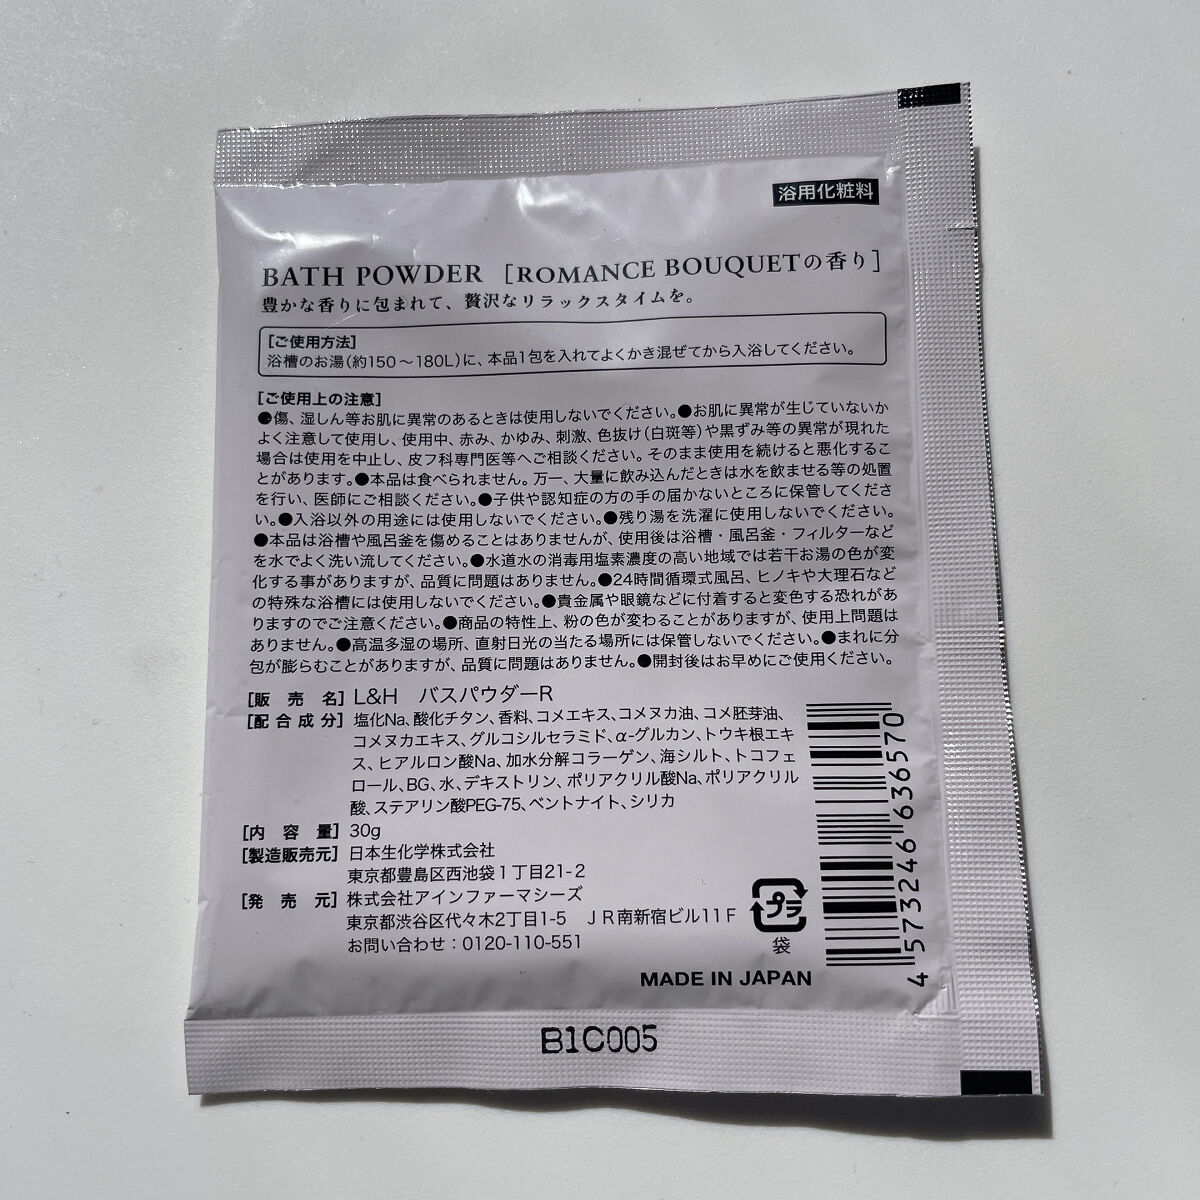 浴用化粧料
BATH POWDER [ROMANCE BOUQUETの香り]
豊かな香りに包まれて、贅沢なリラックスタイムを。
[ご使用方法]
浴槽のお湯(約150〜180L)に、本品1包を入れてよくかき混ぜてから入浴してください。
[ご使用上の注意]
●傷、湿しん等お肌に異常のあるときは使用しないでください。●お肌に異常が生じていないか
よく注意して使用し、使用中、赤み、かゆみ、刺激、色抜け(白斑等)や黒ずみ等の異常が現れた
場合は使用を中止し、皮フ科専門医等へご相談ください。そのまま使用を続けると悪化するこ
とがあります。●本品は食べられません。万一、大量に飲み込んだときは水を飲ませる等の処置
を行い、医師にご相談ください。●子供や認知症の方の手の届かないところに保管してくださ
い。●入浴以外の用途には使用しないでください。●残り湯を洗濯に使用しないでください。
●本品は浴槽や風呂釜を傷めることはありませんが、使用後は浴槽・風呂釜・フィルターなど
を水でよく洗い流してください。●水道水の消毒用塩素濃度の高い地域では若干お湯の色が変
化する事がありますが、品質に問題はありません。●24時間循環式風呂、ヒノキや大理石など
の特殊な浴槽には使用しないでください。●貴金属や眼鏡などに付着すると変色する恐れがあ
りますのでご注意ください。●商品の特性上、粉の色が変わることがありますが、使用上問題は
ありません。●高温多湿の場所、直射日光の当たる場所には保管しないでください。●まれに分
包が膨らむことがありますが、品質に問題はありません。●開封後はお早めにご使用ください。
[販売名] L&H バスパウダーR
[配合成分] 塩化Na、酸化チタン、香料、コメエキス、コメヌカ油、コメ胚芽油、
コメヌカエキス、グルコシルセラミド、α-グルカン、トウキ根エキ
ス、ヒアルロン酸Na、加水分解コラーゲン、海シルト、トコフェ
ロール、BG、水、デキストリン、ポリアクリル酸Na、ポリアクリル
酸、ステアリン酸PEG-75、ベントナイト、シリカ
[内容量] 30g
[製造販売元] 日本生化学株式会社
東京都豊島区西池袋1丁目21-2
[発売元] 株式会社アインファーマシーズ
東京都渋谷区代々木2丁目1-5 JR南新宿ビル11F
お問い合わせ:0120-110-551
プラ
袋
4 573246 636570
MADE IN JAPAN
B1C005